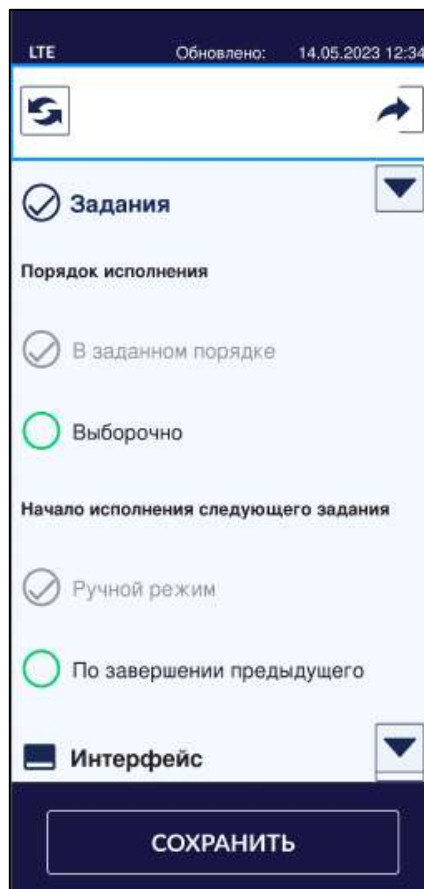 LTE Обновлено: 14.05.2023 12:34
Задания
Порядок исполнения
В заданном порядке
Выборочно
Начало исполнения следующего задания
Ручной режим
По завершении предыдущего
Интерфейс
СОХРАНИТЬ